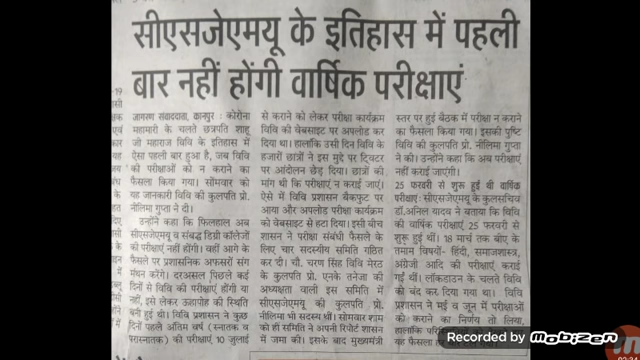 सीएसजेएमयू के इतिहास में पहली
बार नहीं होंगी वार्षिक परीक्षाएं
जागरण संवाददाता, कानपुर : कोरोना
महामारी के चलते छत्रपति शाहू
जी महाराज विवि के इतिहास में
ऐसा पहली बार हुआ है, जब विवि
की परीक्षाओं को न कराने का
फैसला किया गया। सोमवार को
यह जानकारी विवि की कुलपति प्रो.
नीलिमा गुप्ता ने दी।
उन्होंने कहा कि फिलहाल अब
सीएसजेएमयू व संबद्ध डिग्री कॉलेजों
की परीक्षाएं नहीं होंगी। वहीं आगे के
फैसले पर प्रशासनिक अफसरों संग
मंथन करेंगे। दरअसल पिछले कई
दिनों से विवि की परीक्षाएं होंगी या
नहीं, इसे लेकर ऊहापोह की स्थिति
बनी हुई थी। विवि प्रशासन ने कुछ
दिनों पहले अंतिम वर्ष (स्नातक व
परास्नातक) की परीक्षाएं, 10 जुलाई
से कराने को लेकर परीक्षा कार्यक्रम
विवि की वेबसाइट पर अपलोड कर
दिया था। हालांकि उसी दिन विवि के
हजारों छात्रों ने इस मुद्दे पर ट्विटर
पर आंदोलन छेड़ दिया। छात्रों की
मांग थी कि परीक्षाएं न कराई जाएं।
ऐसे में विवि प्रशासन बैकफुट पर
आया और अपलोड परीक्षा कार्यक्रम
को वेबसाइट से हटा दिया। इसी बीच
शासन ने परीक्षा संबंधी फैसले के
लिए चार सदस्यीय समिति गठित
कर दी। चौ. चरण सिंह विवि मेरठ
के कुलपति प्रो. एनके तनेजा की
अध्यक्षता वाली इस समिति में
सीएसजेएमयू की कुलपति प्रो.
नीलिमा भी सदस्य थीं। सोमवार शाम
को ही समिति ने अपनी रिपोर्ट शासन
में जमा की। इसके बाद मुख्यमंत्री
स्तर पर हुई बैठक में परीक्षा न कराने
का फैसला किया गया। इसकी पुष्टि
विवि की कुलपति प्रो. नीलिमा गुप्ता
ने की। उन्होंने कहा कि अब परीक्षाएं
नहीं कराई जाएंगी।
25 फरवरी से शुरू हुई थीं वार्षिक
परीक्षाएं : सीएसजेएमयू के कुलसचिव
डॉ.अनिल यादव ने बताया कि विवि
की वार्षिक परीक्षाएं 25 फरवरी से
शुरू हुई थीं। 18 मार्च तक बीए के
तमाम विषयों- हिंदी, समाजशास्त्र,
अंग्रेजी आदि की परीक्षाएं कराई
गईं थीं। लॉकडाउन के चलते विवि
को बंद कर दिया गया था। विवि
प्रशासन ने मई व जून में परीक्षाओं
को कराने का निर्णय तो लिया,
हालांकि
यह फैसला
Recorded by mobizen